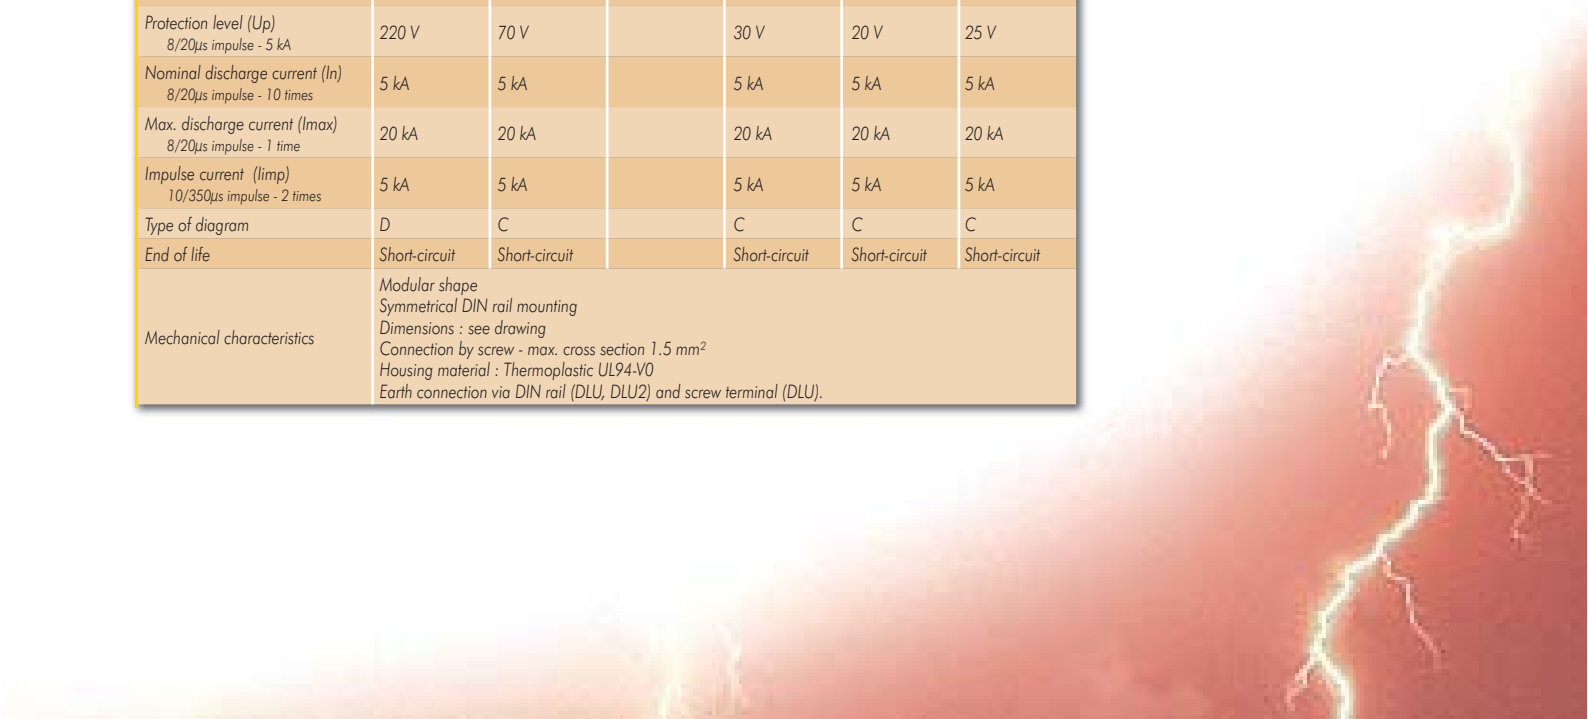 Protection level (Up) 220 V 70 V 30 V 20 V 25 V
8/20µs impulse - 5 kA
Nominal discharge current (In) 5 kA 5 kA 5 kA 5 kA 5 kA
8/20µs impulse - 10 times
Max. discharge current (Imax) 20 kA 20 kA 20 kA 20 kA 20 kA
8/20µs impulse - 1 time
Impulse current (Iimp) 5 kA 5 kA 5 kA 5 kA 5 kA
10/350µs impulse - 2 times
Type of diagram D C C C C
End of life Short-circuit Short-circuit Short-circuit Short-circuit Short-circuit
Mechanical characteristics
Modular shape
Symmetrical DIN rail mounting
Dimensions : see drawing
Connection by screw - max. cross section 1.5 mm²
Housing material : Thermoplastic UL94-V0
Earth connection via DIN rail (DLU, DLU2) and screw terminal (DLU).